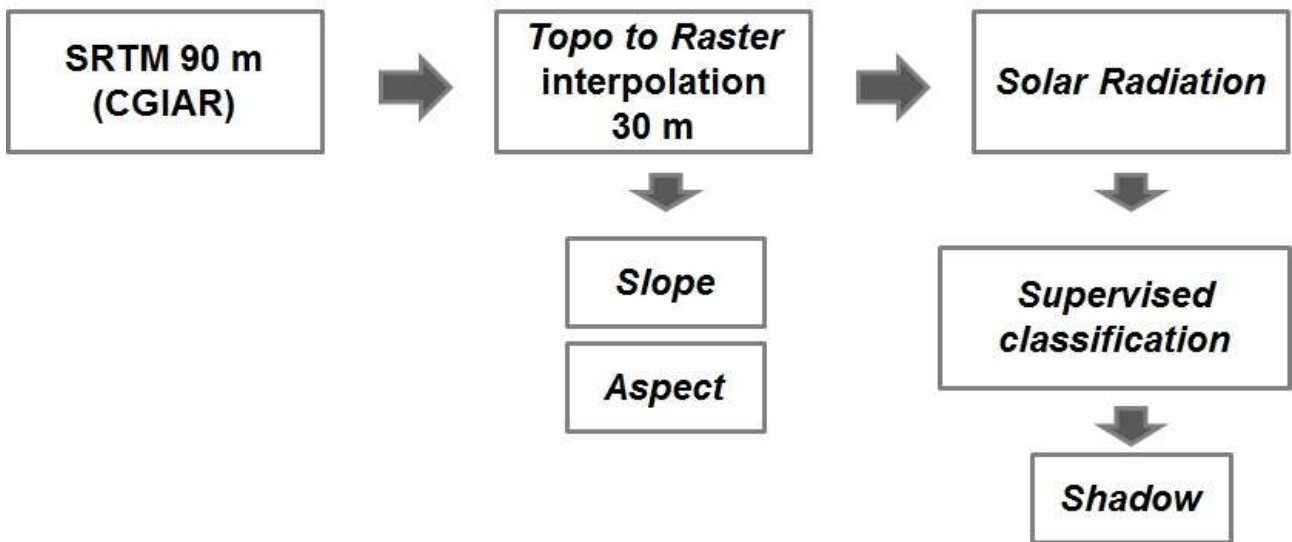 SRTM 90 m
(CGIAR)
Topo to Raster
interpolation
30 m
Solar Radiation
Slope
Aspect
Supervised
classification
Shadow